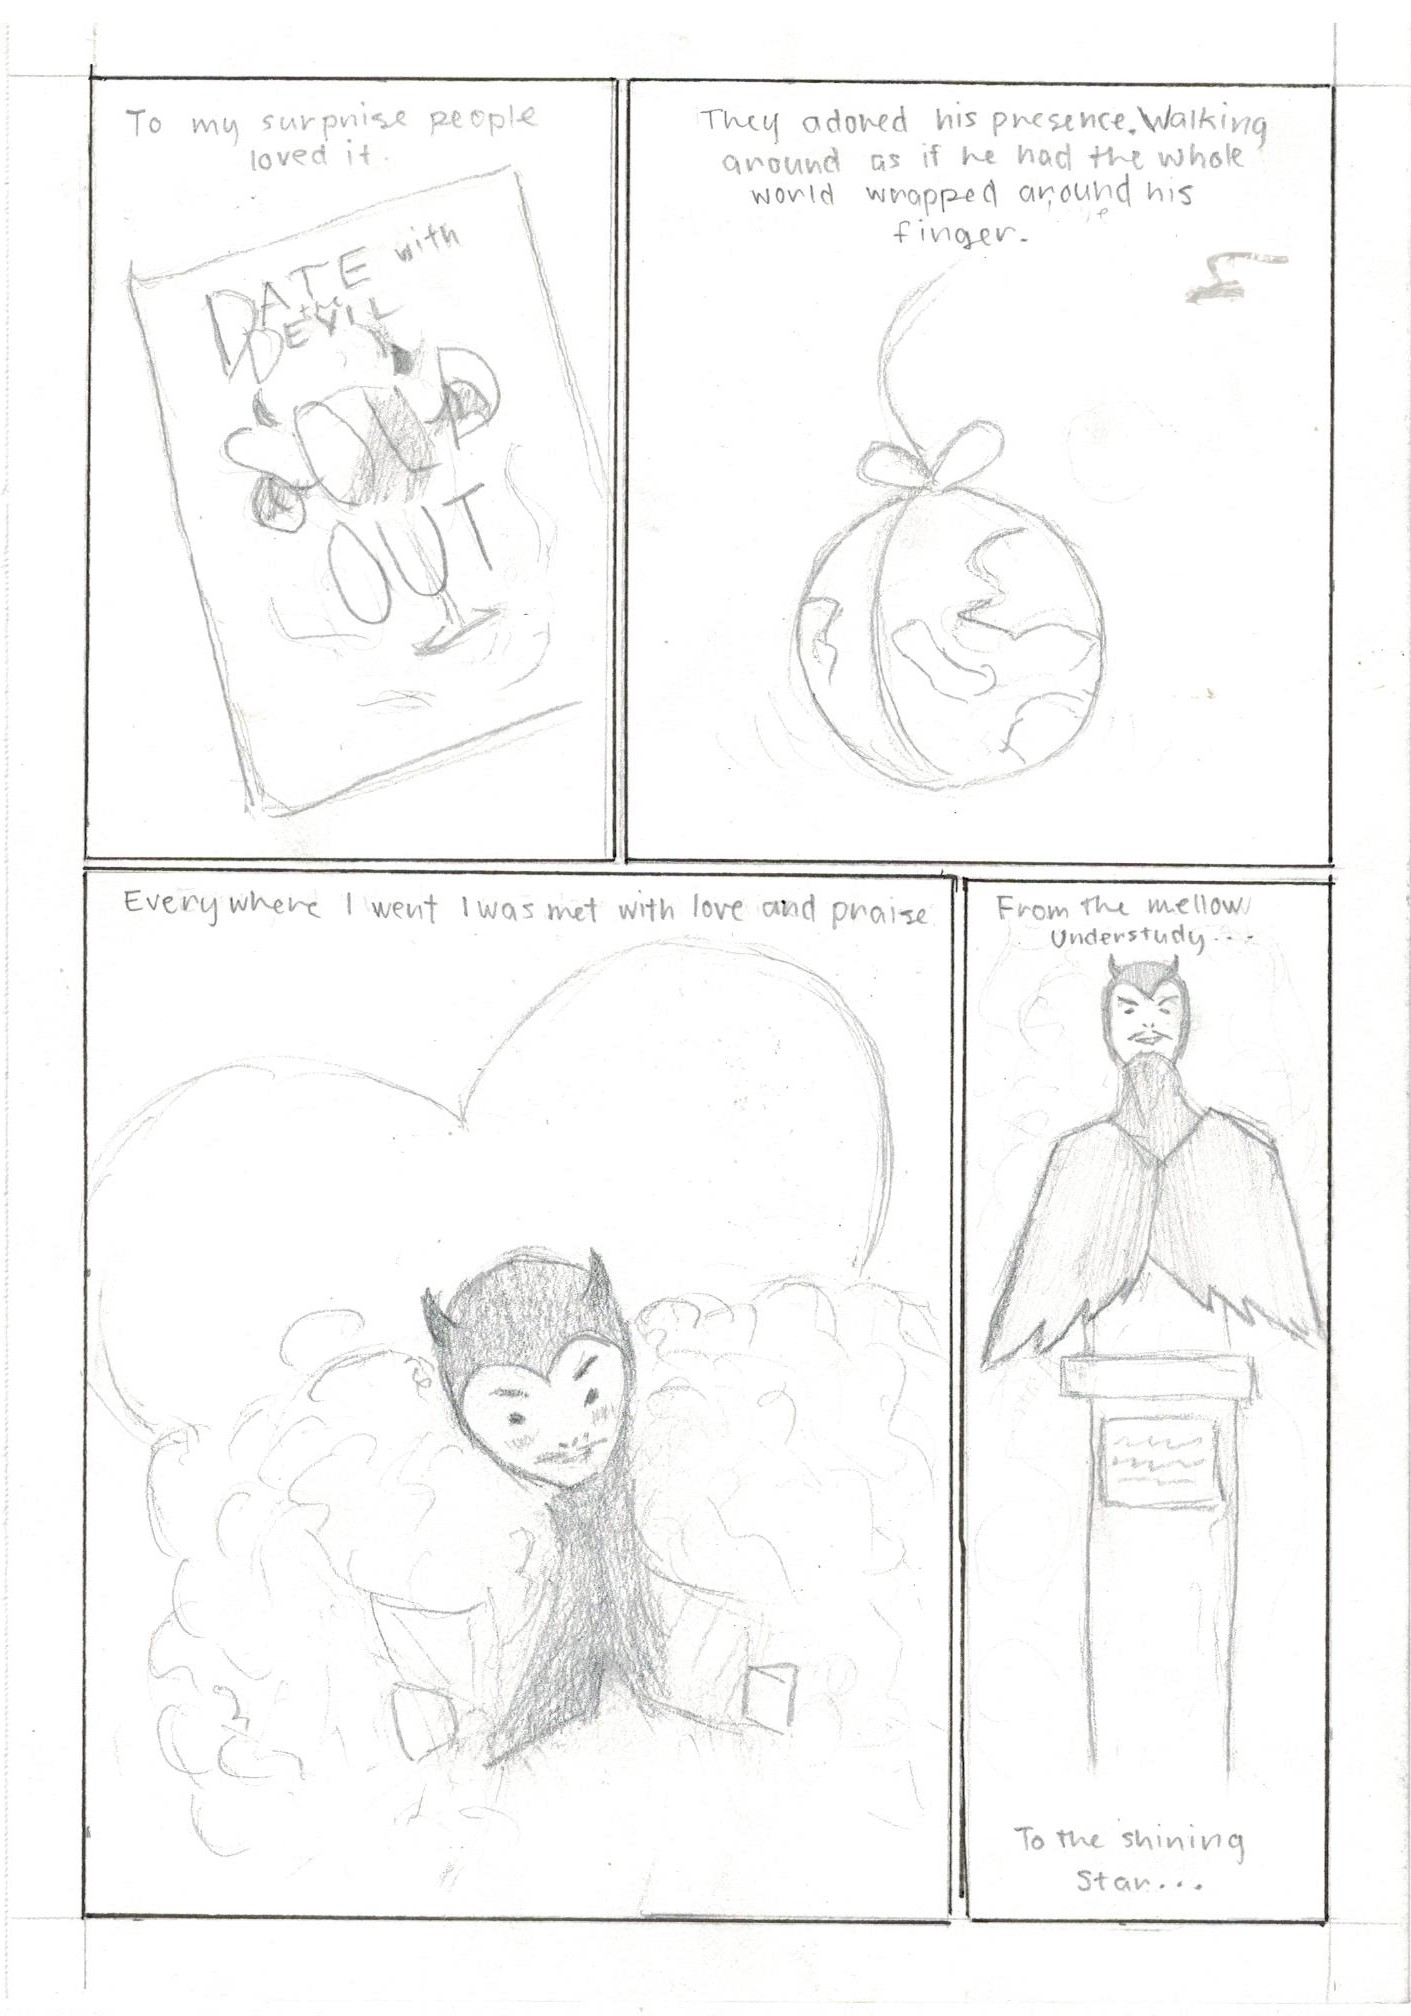 To my surprise people
loved it.
DATE with
the
DEVIL
SOLD
OUT
They adored his presence. Walking
around as if he had the whole
world wrapped around his
finger.
Everywhere I went I was met with love and praise
From the mellow
Understudy...
To the shining
Star...